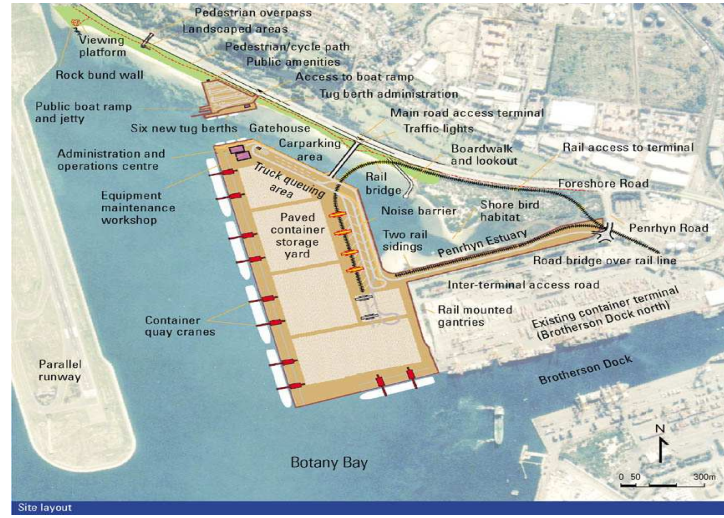 Pedestrian overpass
Landscaped areas
Viewing
platform
Pedestrian/cycle path
Public amenities
Rock bund wall
Access to boat ramp
Tug berth administration
Public boat ramp
and jetty
Main road access terminal
Six new tug berths
Gatehouse
Traffic lights
Carparking
area
Boardwalk
and lookout
Rail access to terminal
Administration and
operations centre
Truck queuing
area
Rail
bridge
Foreshore Road
Equipment
maintenance
workshop
Noise barrier
Shore bird
habitat
Paved
container
storage
yard
Two rail
sidings
Penrhyn Estuary
Penrhyn Road
Road bridge over rail line
Inter-terminal access road
Rail mounted
gantries
Existing container terminal
(Brotherson Dock north)
Container
quay cranes
Parallel
runway
Brotherson Dock
Botany Bay
N
0 50 300m
Site layout